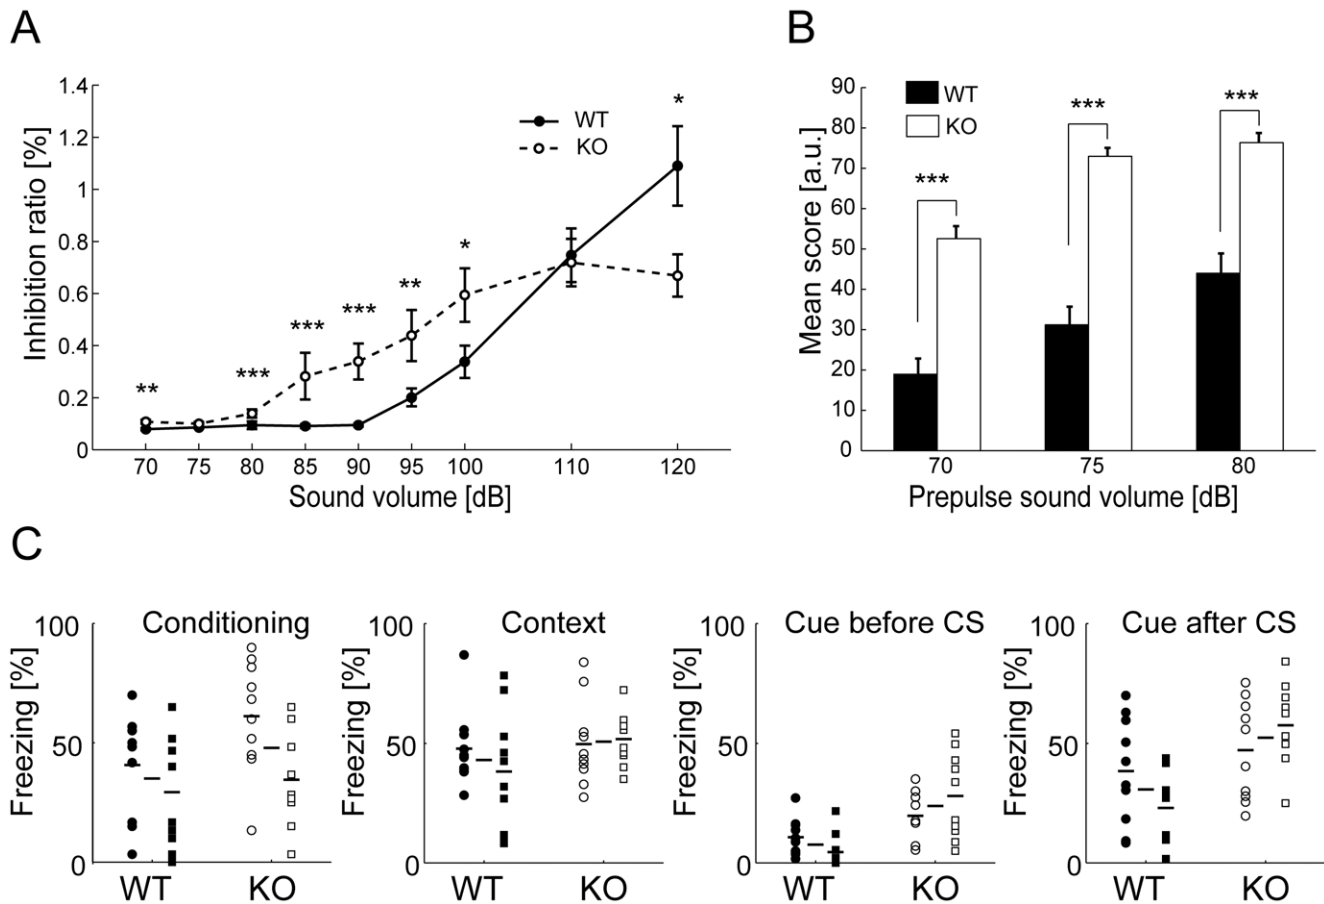 A
Inhibition ratio [%]
1.4
1.2
1
0.8
0.6
0.4
0.2
0
WT
KO
**
***
***
***
**
*
*
70 75 80 85 90 95 100 110 120
Sound volume [dB]
B
Mean score [a.u.]
90
80
70
60
50
40
30
20
10
0
WT
KO
***
***
***
70 75 80
Prepulse sound volume [dB]
C
Conditioning
Freezing [%]
100
50
0
WT KO
Context
Freezing [%]
100
50
0
WT KO
Cue before CS
Freezing [%]
100
50
0
WT KO
Cue after CS
Freezing [%]
100
50
0
WT KO